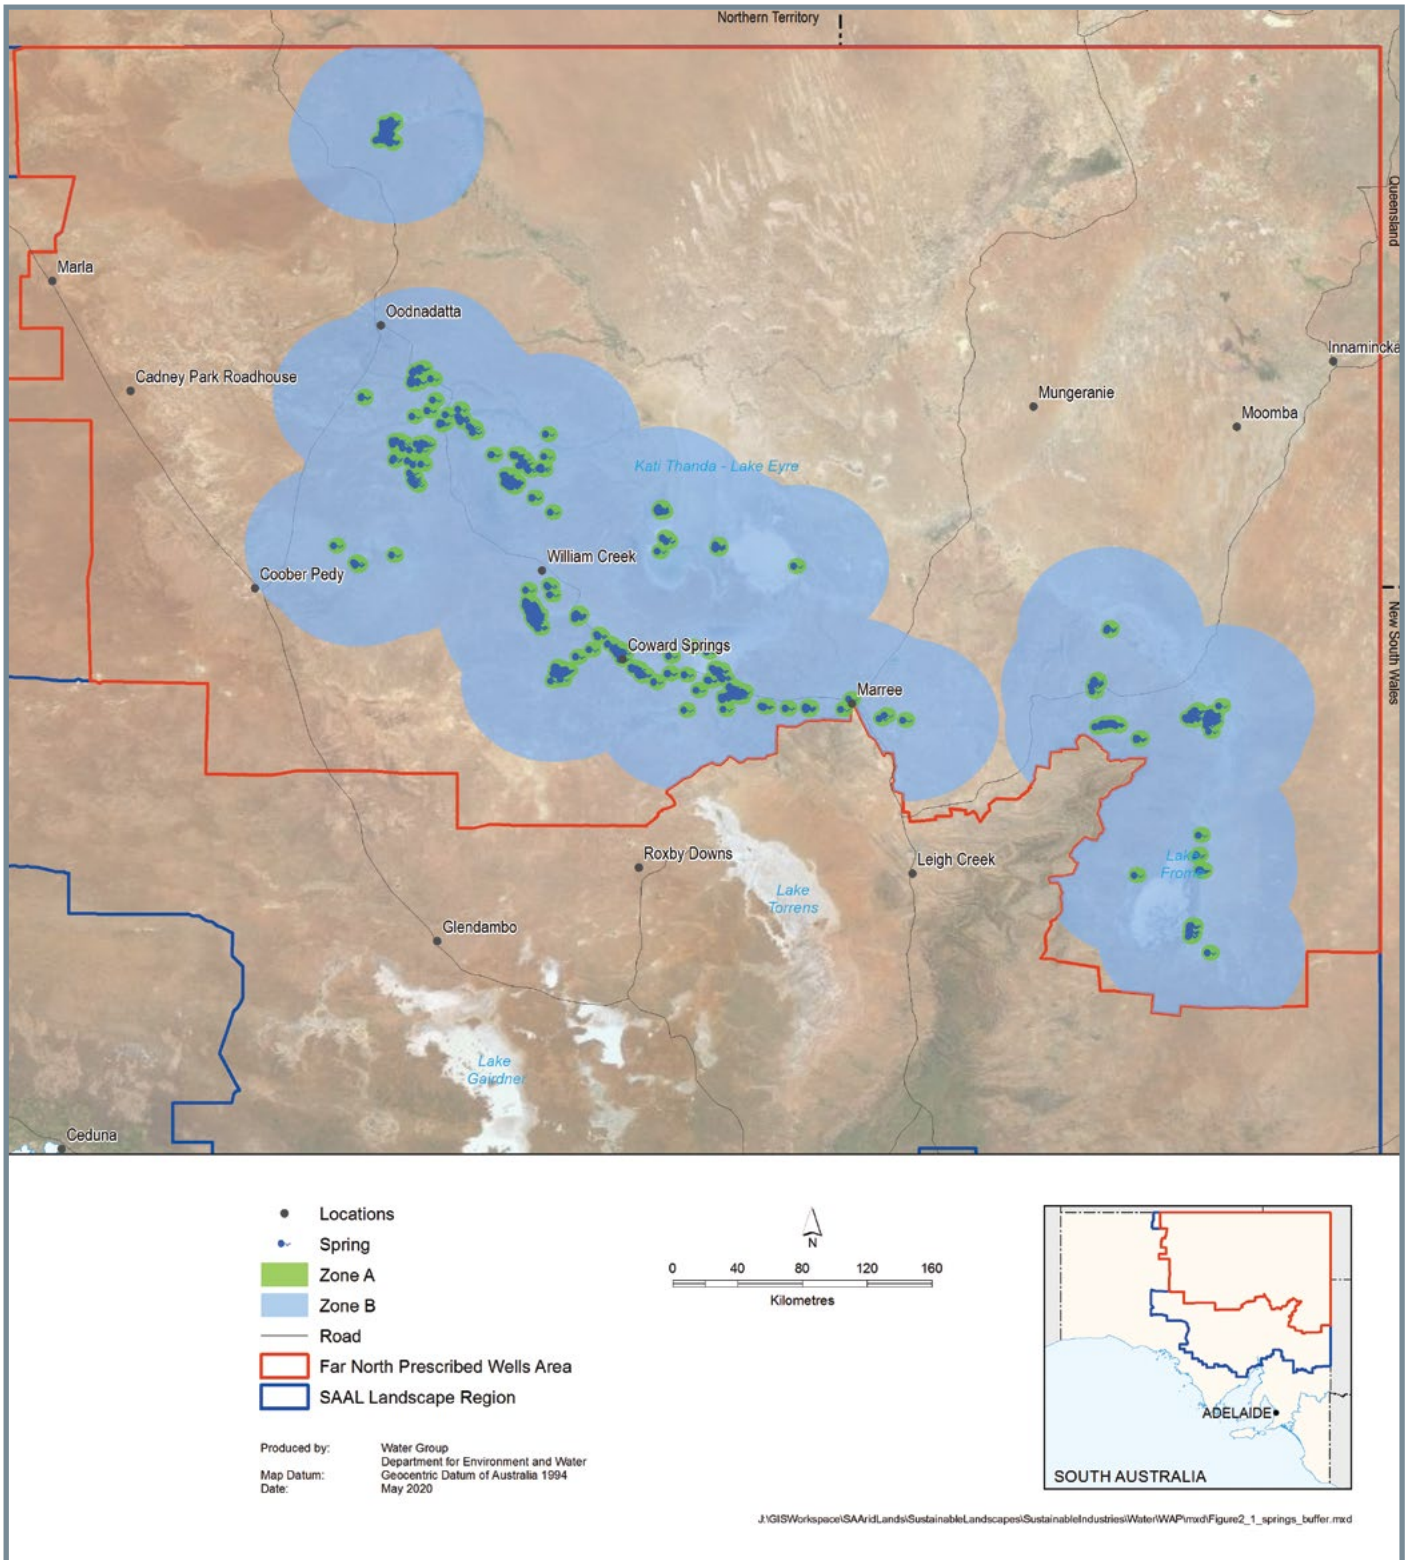 Northern Territory
Queensland
Marla
Oodnadatta
Innamincka
Cadney Park Roadhouse
Mungeranie
Moomba
Kati Thanda - Lake Eyre
William Creek
Coober Pedy
New South Wales
Coward Springs
Marree
Roxby Downs
Leigh Creek
Lake
Frome
Lake
Torrens
Glendambo
Lake
Gairdner
Ceduna
Locations
Spring
Zone A
Zone B
Road
Far North Prescribed Wells Area
SAAL Landscape Region
N
0 40 80 120 160
Kilometres
Produced by: Water Group
Department for Environment and Water
Map Datum: Geocentric Datum of Australia 1994
Date: May 2020
ADELAIDE
SOUTH AUSTRALIA
J:\GISWorkspace\SAAridLands\SustainableLandscapes\SustainableIndustries\Water\WAP\mxd\Figure2_1_springs_buffer.mxd